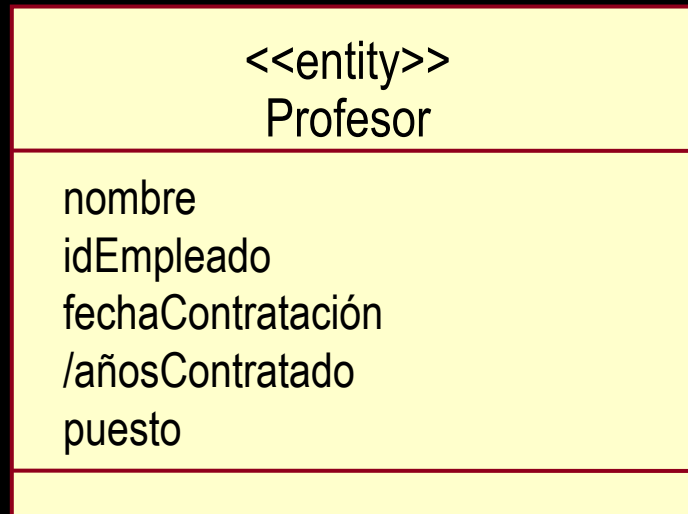 <<entity>>
Profesor
nombre
idEmpleado
fechaContratación
/añosContratado
puesto